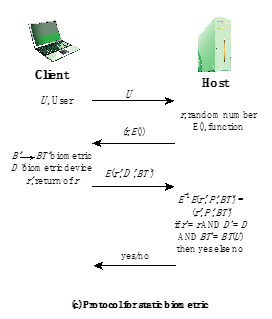 Client
Host
U, User
U
r, random number
E(), function
(r, E())
B' → BT' biometric
D' biometric device
r', return of r
E(r', D', BT')
E⁻¹E(r', P', BT') =
(r', P', BT')
if r' = r AND D' = D
AND BT' = BT(U)
then yes else no
yes/no
(c) Protocol for static biometric